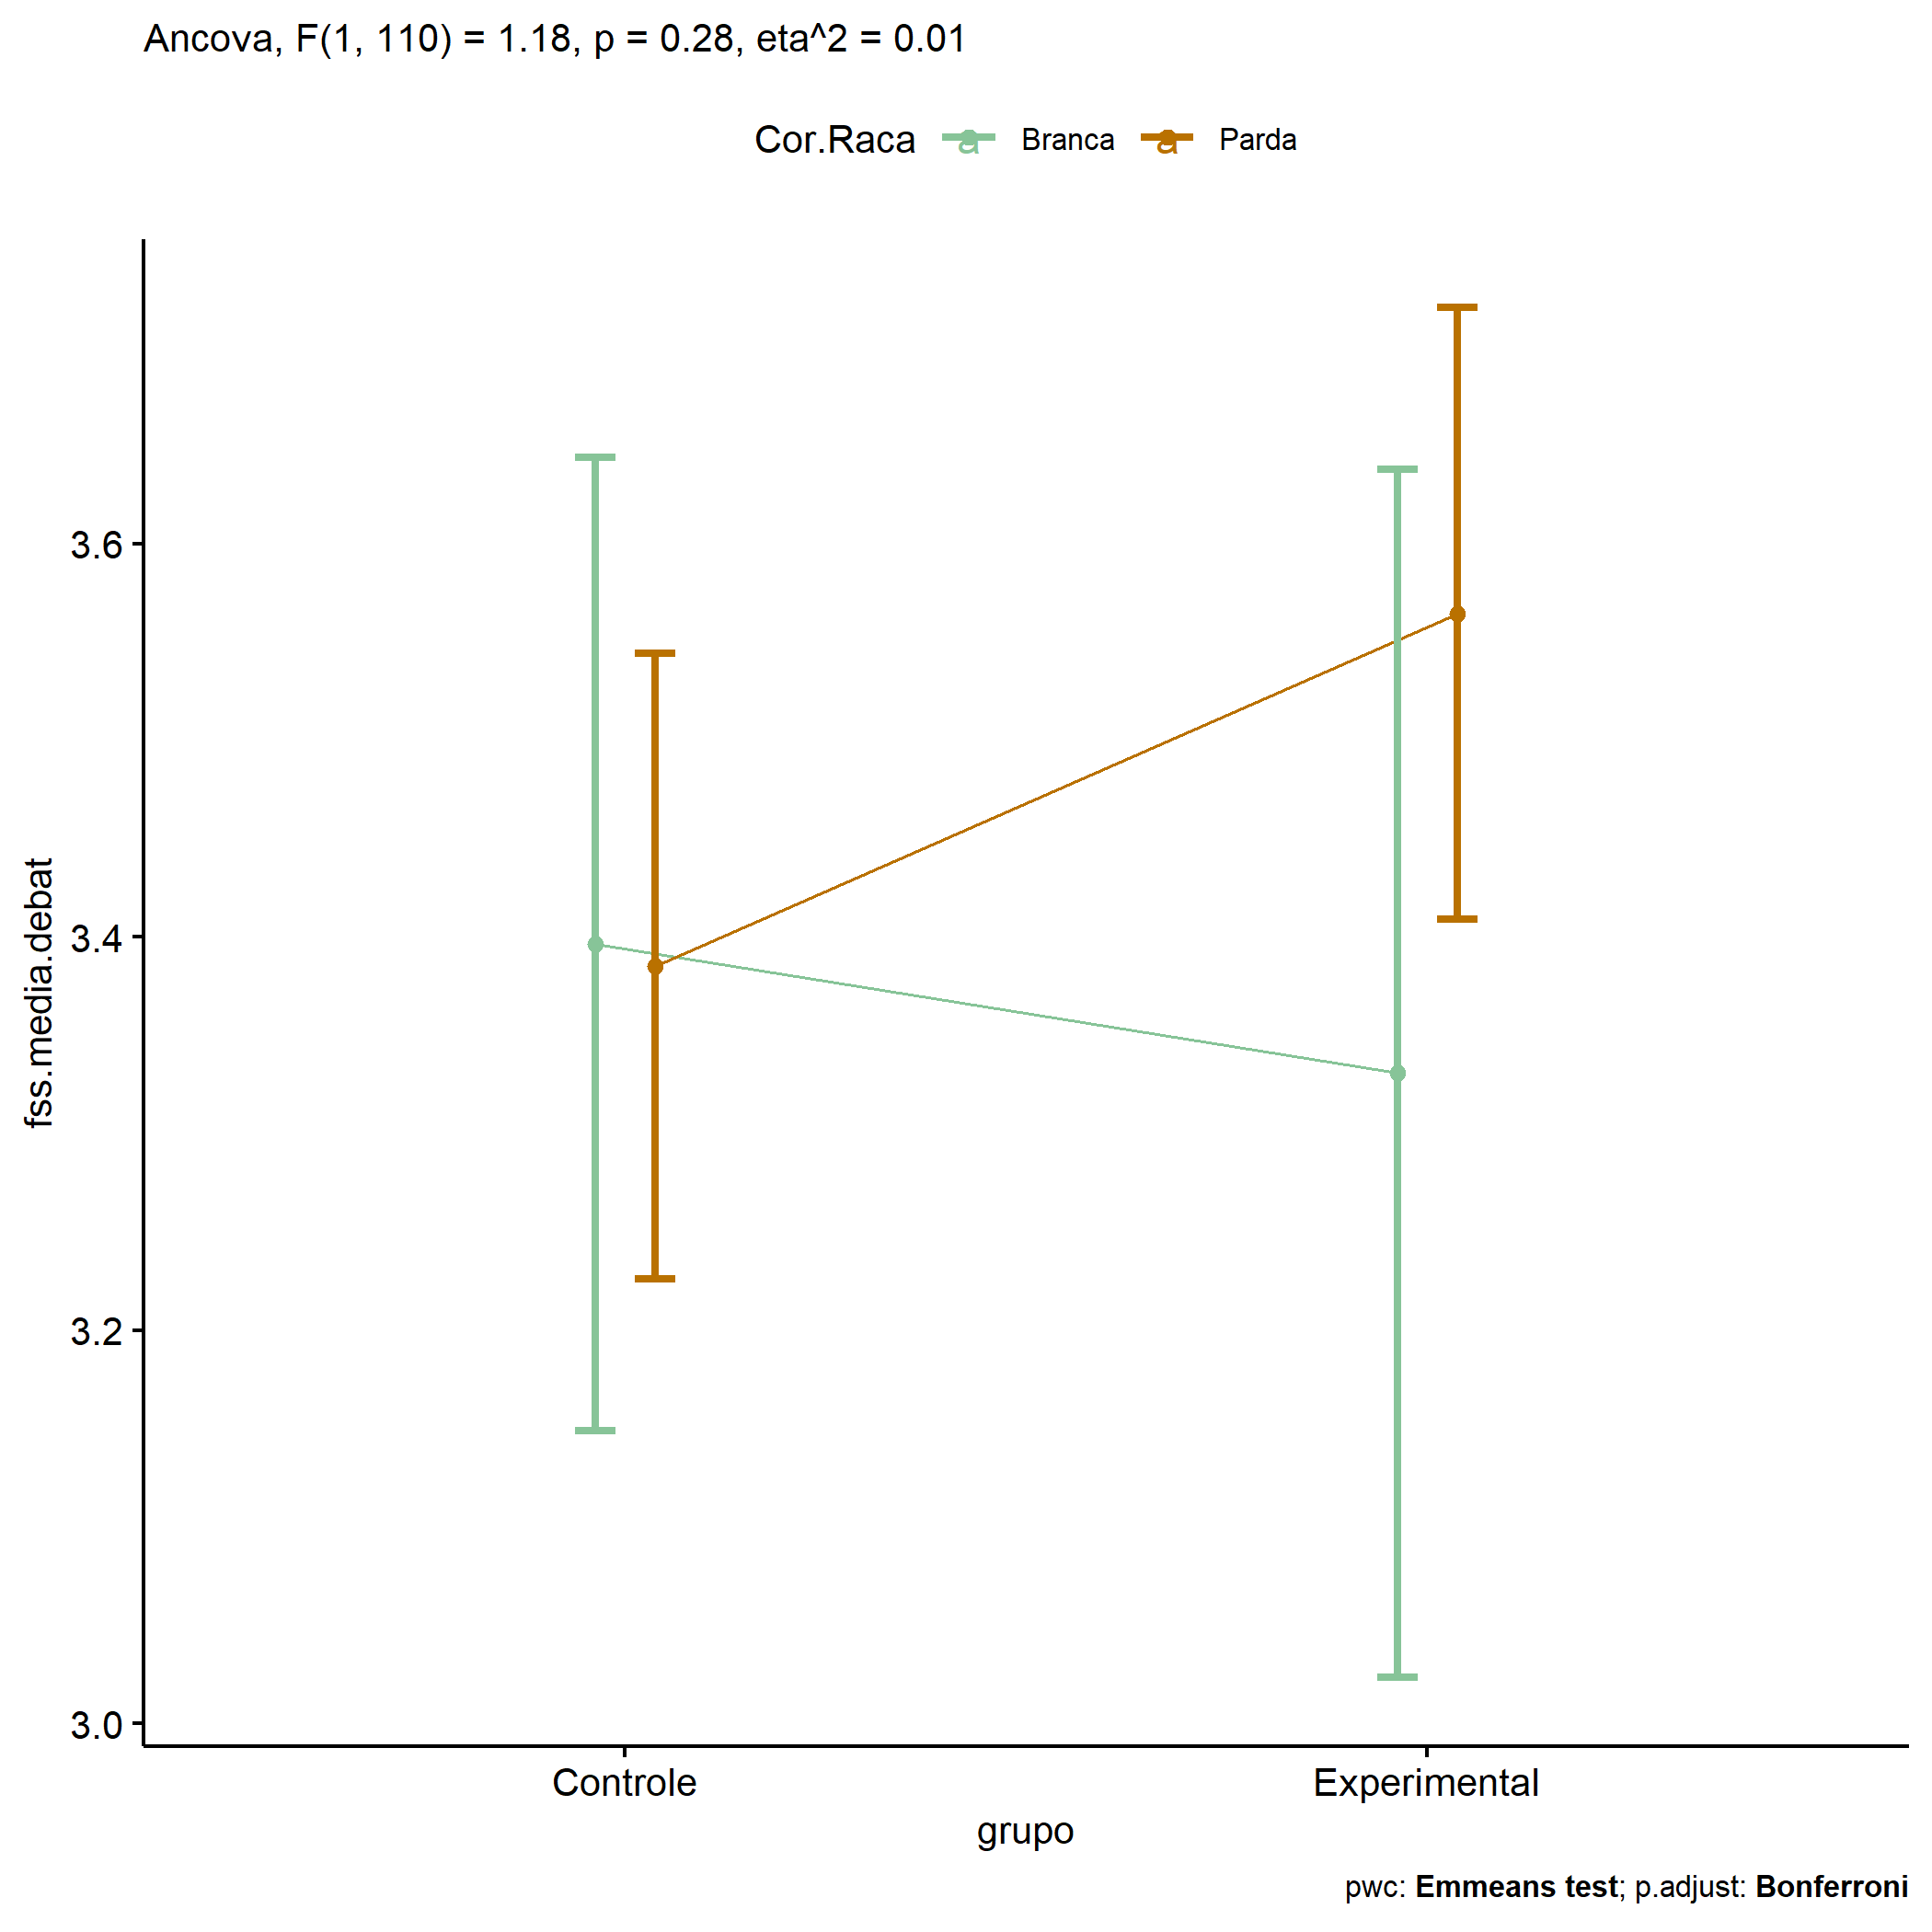 Ancova, F(1, 110) = 1.18, p = 0.28, eta^2 = 0.01
Cor.Raca a Branca a Parda
fss.media.debat
3.6
3.4
3.2
3.0
Controle Experimental
grupo
pwc: Emmeans test; p.adjust: Bonferroni